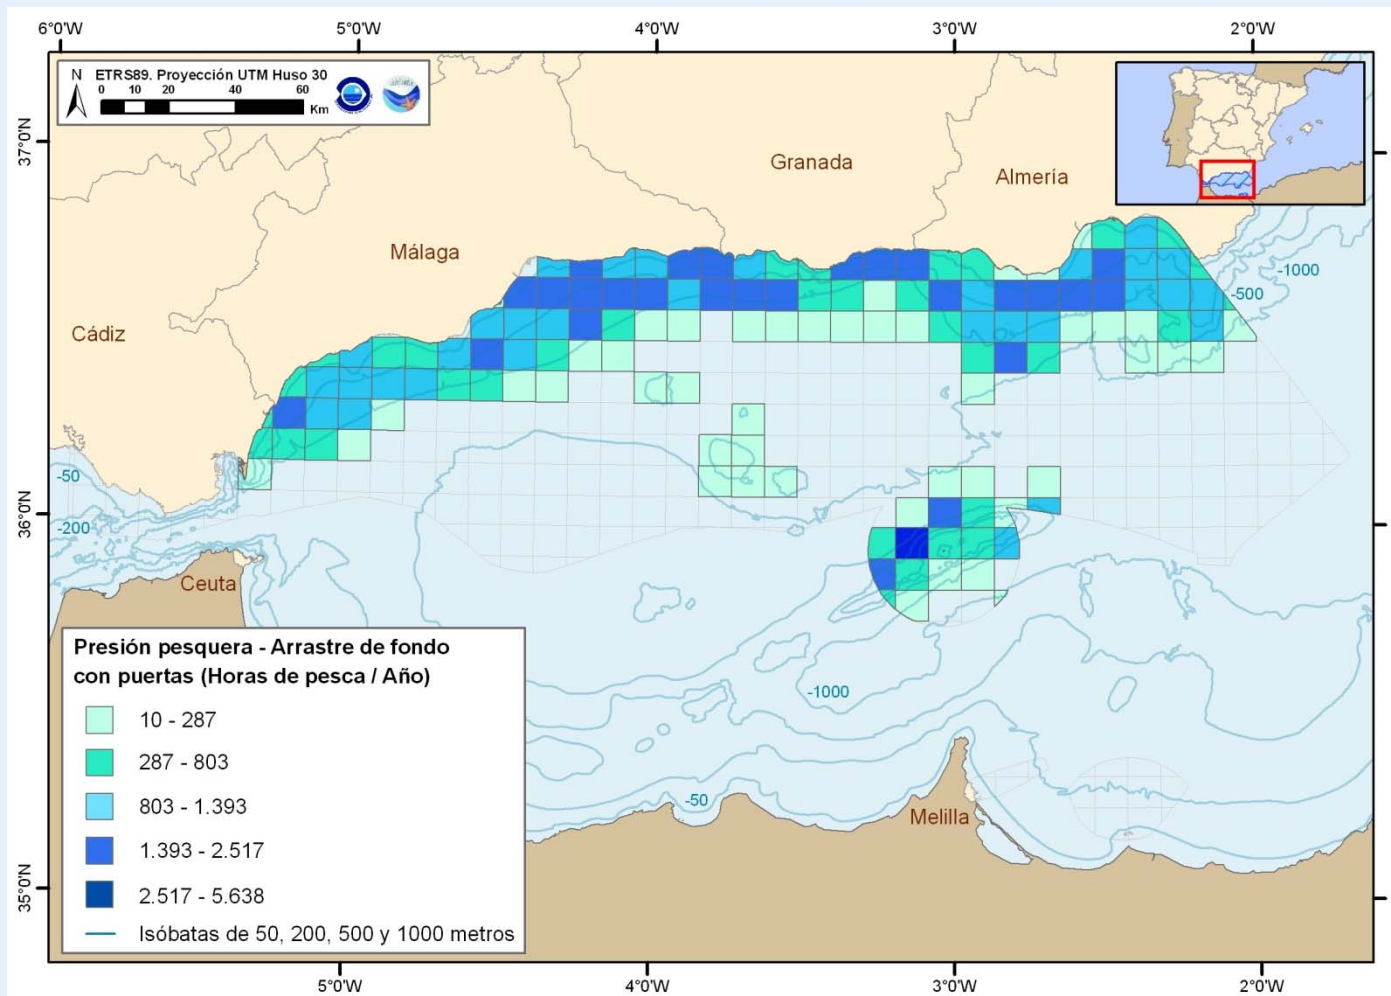 6°0'W 5°0'W 4°0'W 3°0'W 2°0'W
N ETRS89. Proyección UTM Huso 30
0 10 20 40 60
Km
37°0'N
Granada
Almería
Málaga
Cádiz
-1000
-500
-50
-200
36°0'N
Ceuta
Presión pesquera - Arrastre de fondo
con puertas (Horas de pesca / Año)
10 - 287
287 - 803
803 - 1.393
1.393 - 2.517
2.517 - 5.638
Isóbatas de 50, 200, 500 y 1000 metros
-1000
-50
Melilla
35°0'N
5°0'W 4°0'W 3°0'W 2°0'W